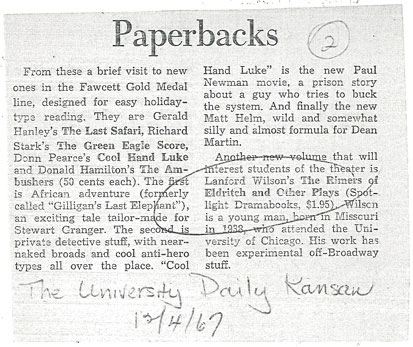 Paperbacks
2
From these a brief visit to new
ones in the Fawcett Gold Medal
line, designed for easy holiday-
type reading. They are Gerald
Hanley's The Last Safari, Richard
Stark's The Green Eagle Score,
Donn Pearce's Cool Hand Luke
and Donald Hamilton's The Am-
bushers (50 cents each). The first
is African adventure (formerly
called "Gilligan's Last Elephant"),
an exciting tale tailor-made for
Stewart Granger. The second is
private detective stuff, with near-
naked broads and cool anti-hero
types all over the place. "Cool
Hand Luke" is the new Paul
Newman movie, a prison story
about a guy who tries to buck
the system. And finally the new
Matt Helm, wild and somewhat
silly and almost formula for Dean
Martin.
Another new volume that will
interest students of the theater is
Lanford Wilson's The Rimers of
Eldritch and Other Plays (Spot-
light Dramabooks, $1.95). Wilson
is a young man, born in Missouri
in 1938, who attended the Uni-
versity of Chicago. His work has
been experimental off-Broadway
stuff.
The University Daily Kansan
12/4/67